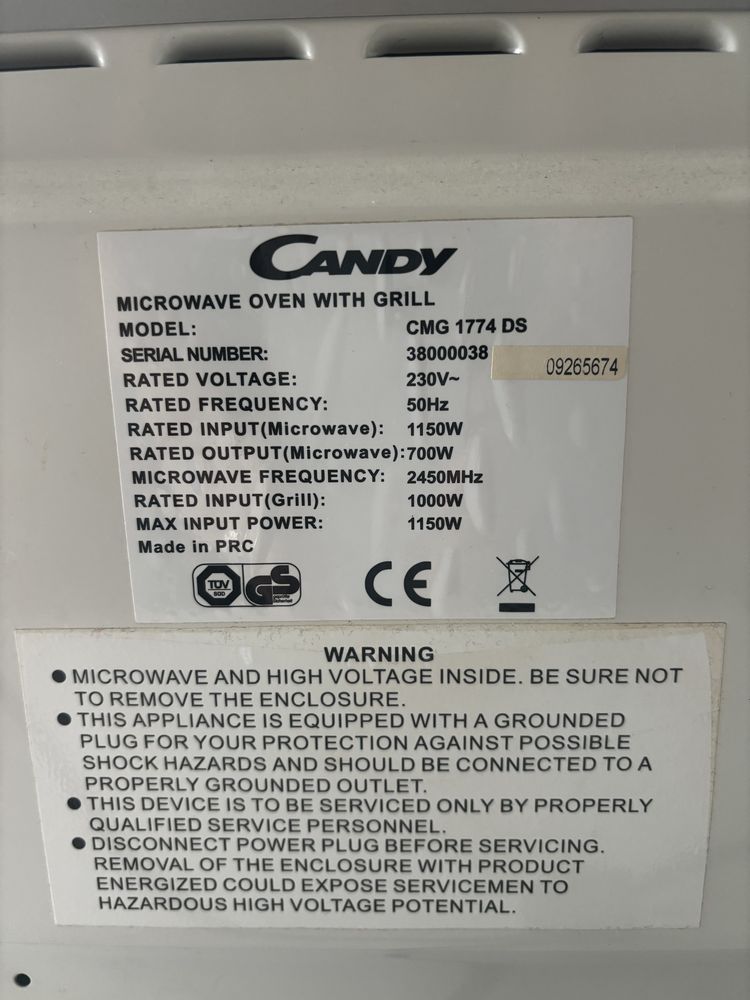 CANDY
MICROWAVE OVEN WITH GRILL
MODEL: CMG 1774 DS
SERIAL NUMBER: 38000038 09265674
RATED VOLTAGE: 230V~
RATED FREQUENCY: 50Hz
RATED INPUT(Microwave): 1150W
RATED OUTPUT(Microwave): 700W
MICROWAVE FREQUENCY: 2450MHz
RATED INPUT(Grill): 1000W
MAX INPUT POWER: 1150W
Made in PRC
TÜV GS CE
WARNING
● MICROWAVE AND HIGH VOLTAGE INSIDE. BE SURE NOT
TO REMOVE THE ENCLOSURE.
● THIS APPLIANCE IS EQUIPPED WITH A GROUNDED
PLUG FOR YOUR PROTECTION AGAINST POSSIBLE
SHOCK HAZARDS AND SHOULD BE CONNECTED TO A
PROPERLY GROUNDED OUTLET.
● THIS DEVICE IS TO BE SERVICED ONLY BY PROPERLY
QUALIFIED SERVICE PERSONNEL.
● DISCONNECT POWER PLUG BEFORE SERVICING.
REMOVAL OF THE ENCLOSURE WITH PRODUCT
ENERGIZED COULD EXPOSE SERVICEMEN TO
HAZARDOUS HIGH VOLTAGE POTENTIAL.